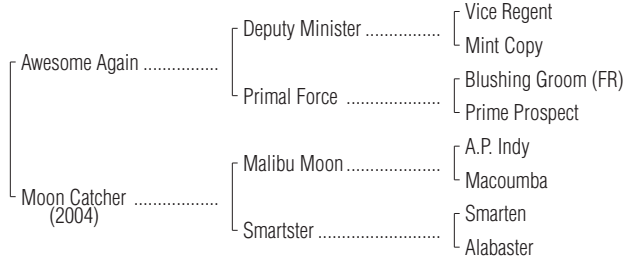 Vice Regent
Deputy Minister .................
Mint Copy
Awesome Again ...............
Blushing Groom (FR)
Primal Force ....................
Prime Prospect
A.P. Indy
Malibu Moon....................
Macoumba
Moon Catcher .................
(2004)
Smarten
Smartster ..........................
Alabaster